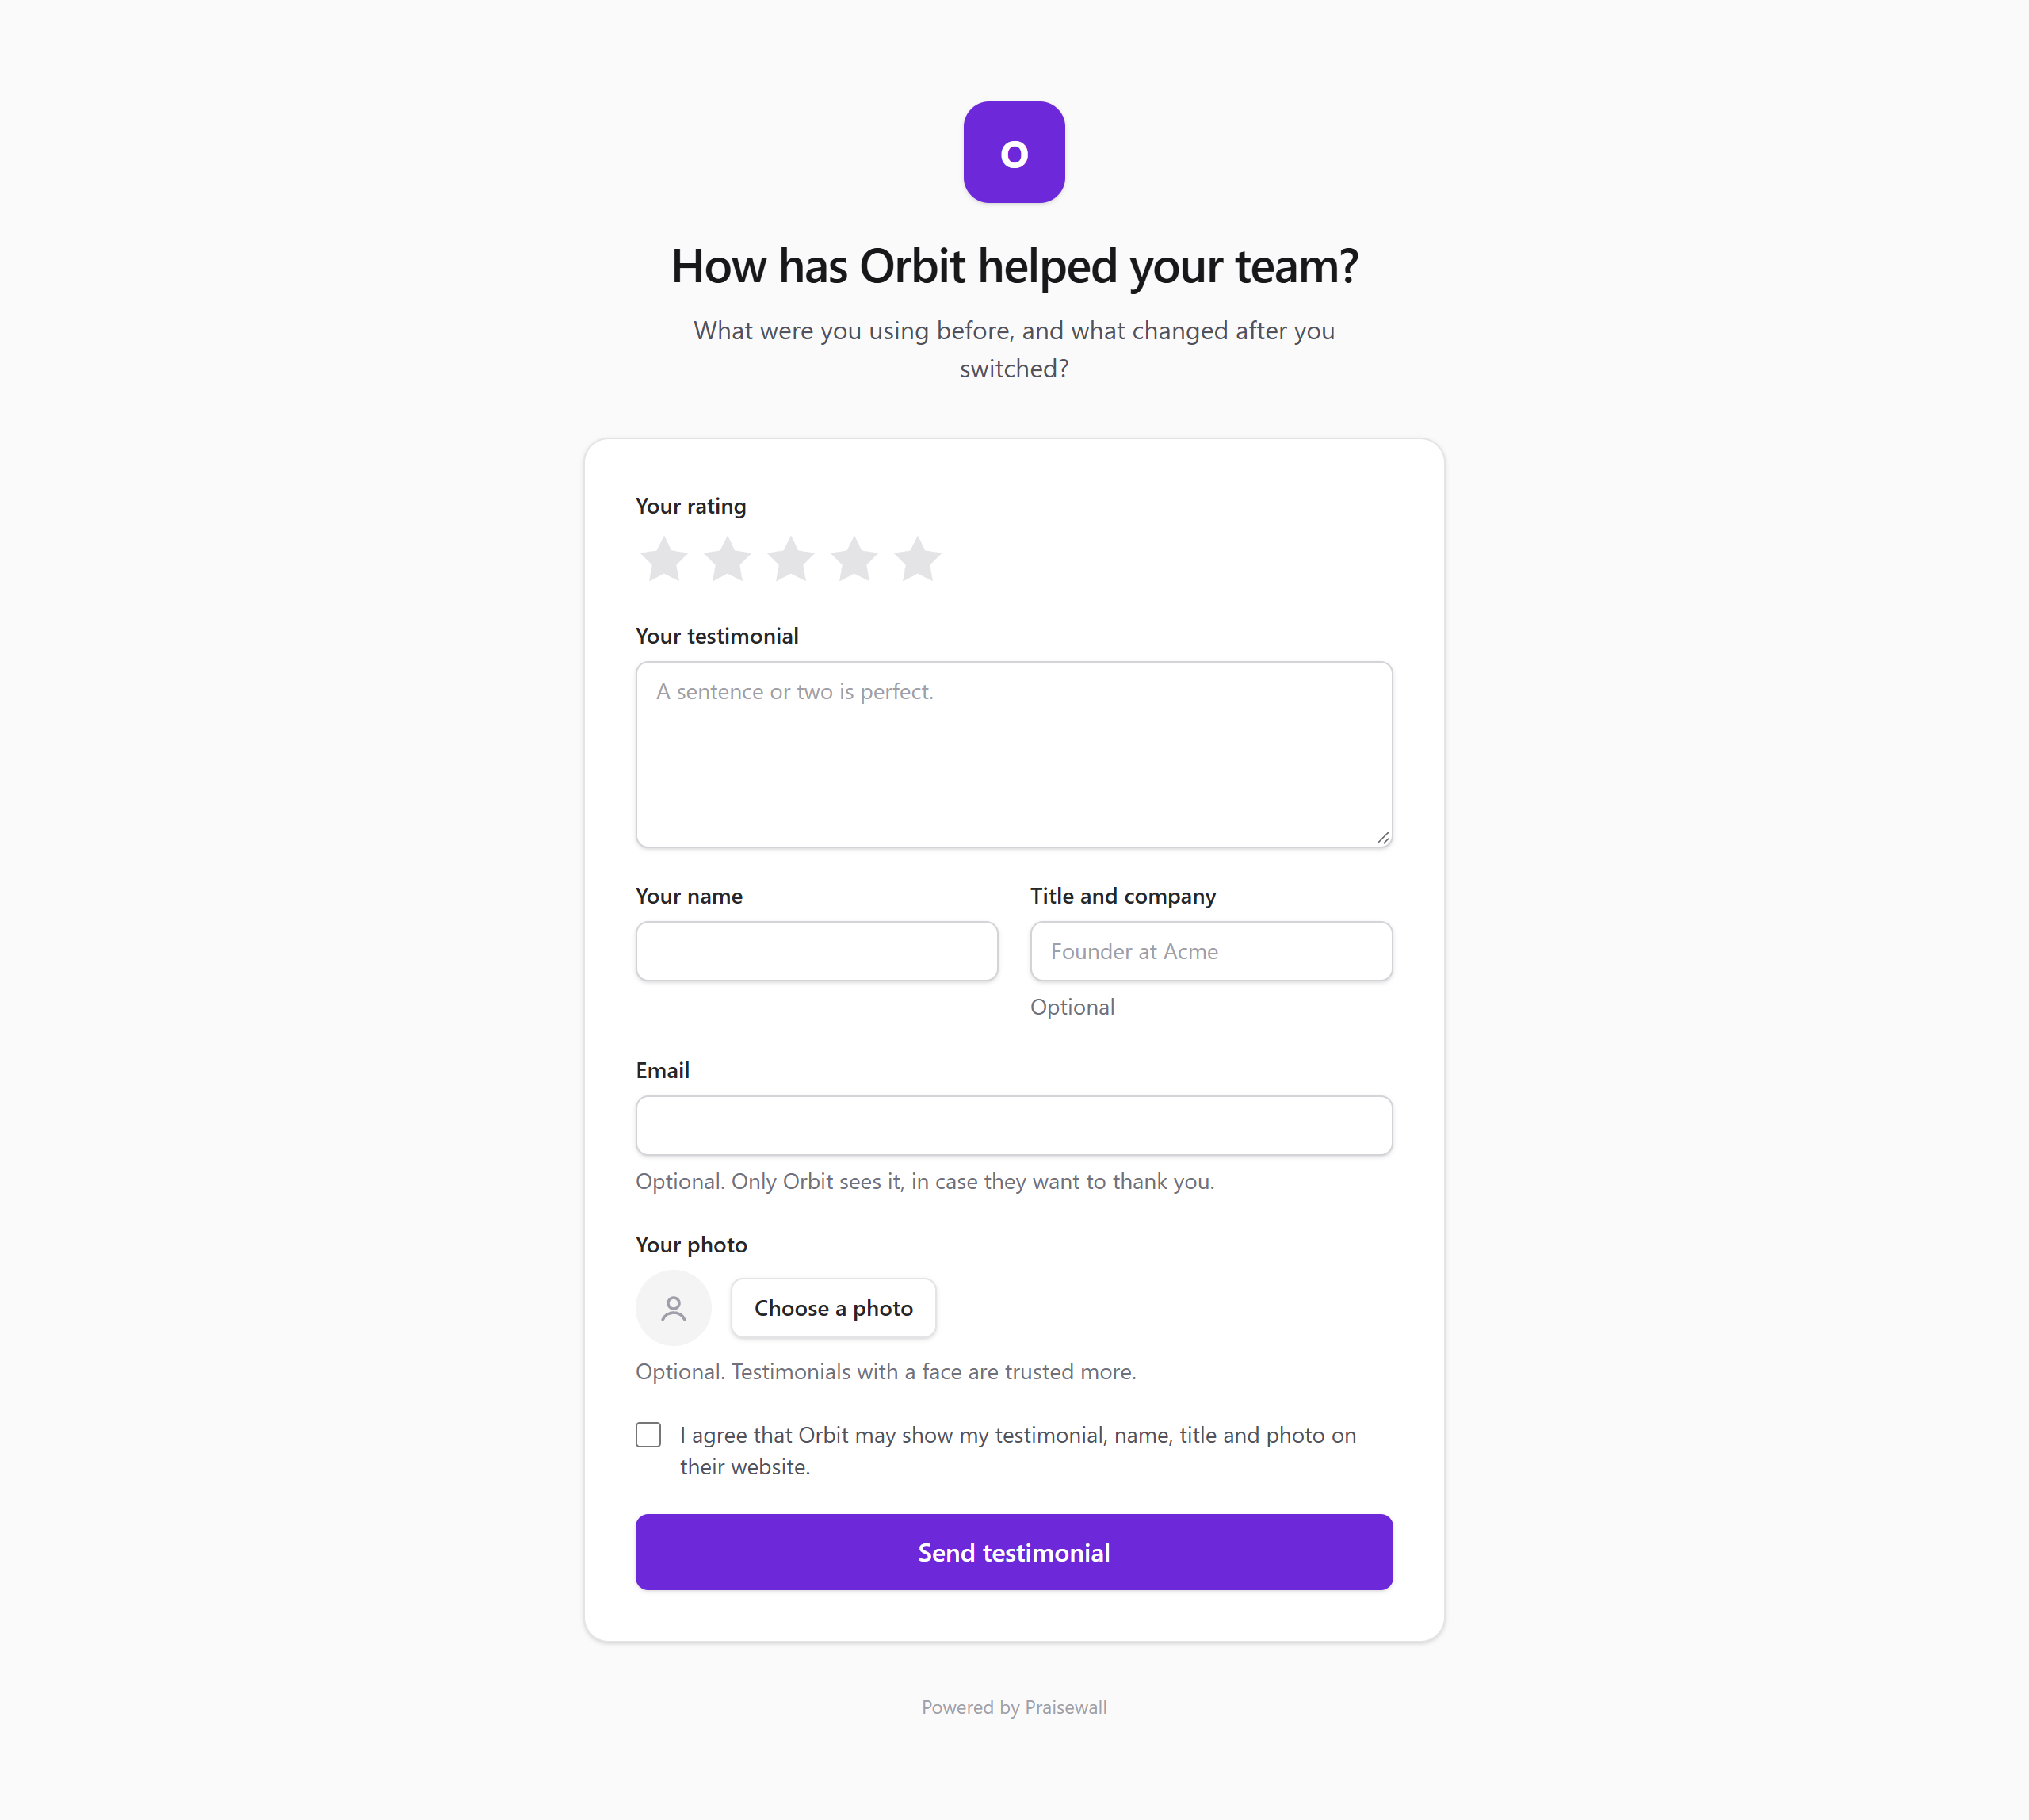 o
How has Orbit helped your team?
What were you using before, and what changed after you
switched?
Your rating
Your testimonial
A sentence or two is perfect.
Your name
Title and company
Founder at Acme
Optional
Email
Optional. Only Orbit sees it, in case they want to thank you.
Your photo
Choose a photo
Optional. Testimonials with a face are trusted more.
I agree that Orbit may show my testimonial, name, title and photo on
their website.
Send testimonial
Powered by Praisewall